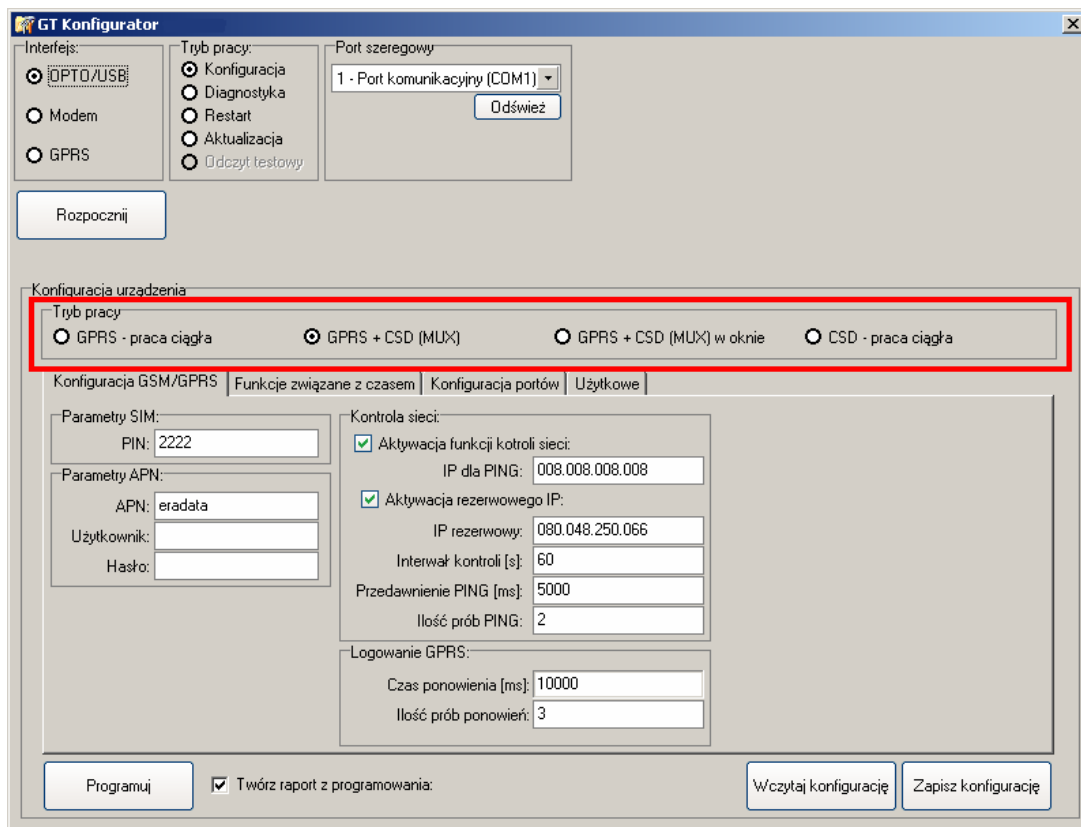 GT Konfigurator
Interfejs:
OPTO/USB
Modem
GPRS
Tryb pracy:
Konfiguracja
Diagnostyka
Restart
Aktualizacja
Odczyt testowy
Port szeregowy
1 - Port komunikacyjny (COM1)
Odśwież
Rozpocznij
Konfiguracja urządzenia
Tryb pracy
GPRS - praca ciągła GPRS + CSD (MUX) GPRS + CSD (MUX) w oknie CSD - praca ciągła
Konfiguracja GSM/GPRS Funkcje związane z czasem Konfiguracja portów Użytkowe
Parametry SIM:
PIN: 2222
Parametry APN:
APN: eradata
Użytkownik:
Hasło:
Kontrola sieci:
Aktywacja funkcji kotroli sieci:
IP dla PING: 008.008.008.008
Aktywacja rezerwowego IP:
IP rezerwowy: 080.048.250.066
Interwał kontroli [s]: 60
Przedawnienie PING [ms]: 5000
Ilość prób PING: 2
Logowanie GPRS:
Czas ponowienia [ms]: 10000
Ilość prób ponowień: 3
Programuj Twórz raport z programowania: Wczytaj konfigurację Zapisz konfigurację